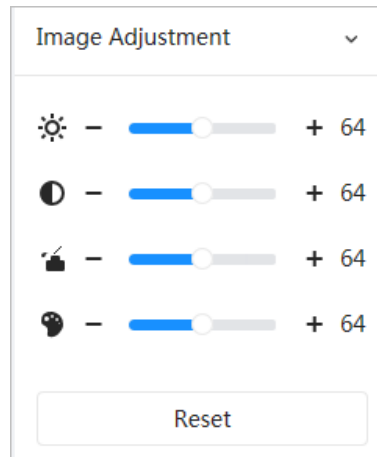 Image Adjustment
− + 64
− + 64
− + 64
− + 64
Reset